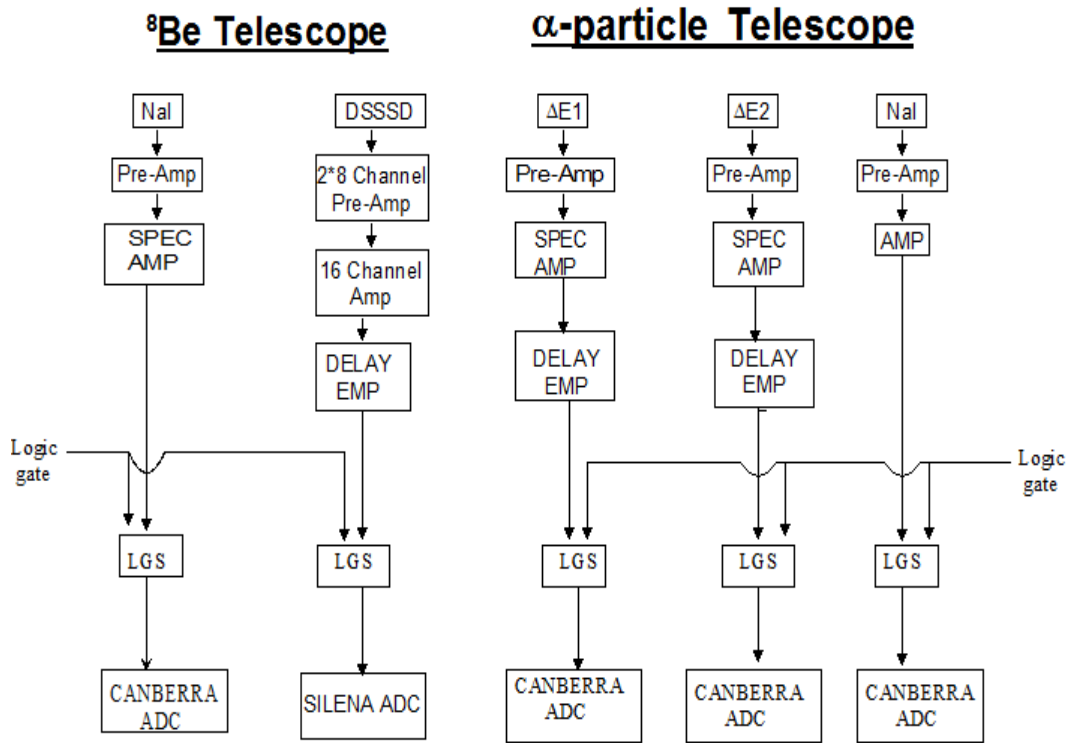 ⁸Be Telescope
α-particle Telescope
NaI
DSSSD
ΔE1
ΔE2
NaI
Pre-Amp
2*8 Channel
Pre-Amp
Pre-Amp
Pre-Amp
Pre-Amp
SPEC
AMP
16 Channel
Amp
SPEC
AMP
SPEC
AMP
AMP
DELAY
EMP
DELAY
EMP
DELAY
EMP
Logic
gate
Logic
gate
LGS
LGS
LGS
LGS
LGS
CANBERRA
ADC
SILENA ADC
CANBERRA
ADC
CANBERRA
ADC
CANBERRA
ADC